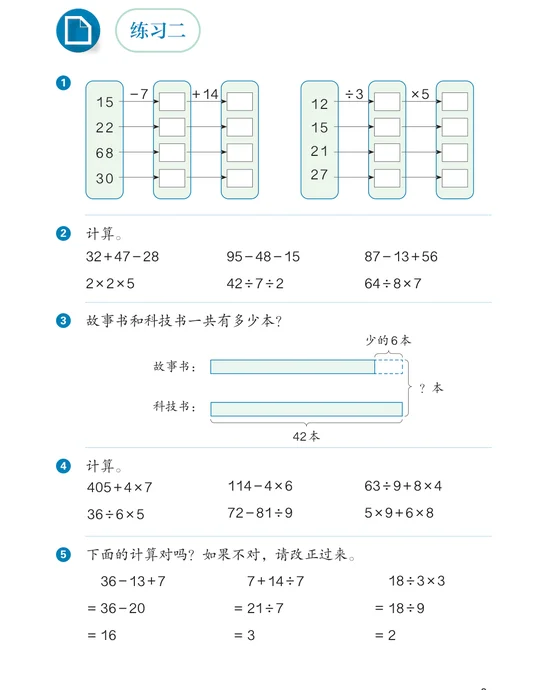 练习二
1
−7 +14 ÷3 ×5
15 12
22 15
68 21
30 27
2 计算。
32+47−28 95−48−15 87−13+56
2×2×5 42÷7÷2 64÷8×7
3 故事书和科技书一共有多少本?
少的6本
故事书:
? 本
科技书:
42本
4 计算。
405+4×7 114−4×6 63÷9+8×4
36÷6×5 72−81÷9 5×9+6×8
5 下面的计算对吗? 如果不对, 请改正过来。
36−13+7 7+14÷7 18÷3×3
=36−20 =21÷7 =18÷9
=16 =3 =2